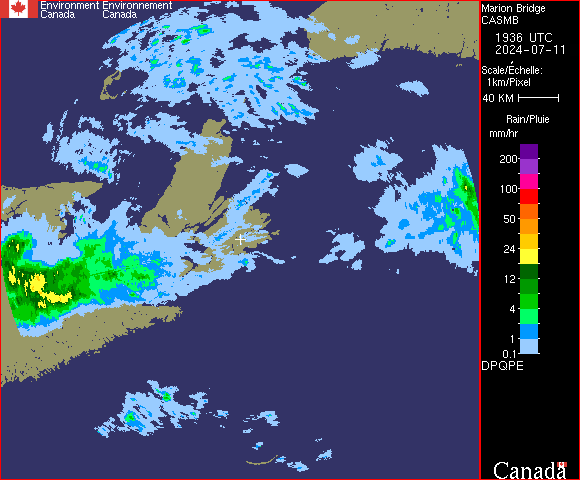 Environment Environnement
Canada Canada
Marion Bridge
CASMB
1936 UTC
2024-07-11
Scale/Échelle:
1km/Pixel
40 KM
Rain/Pluie
mm/hr
200
100
50
24
12
4
1
0.1
DPQPE
Canada